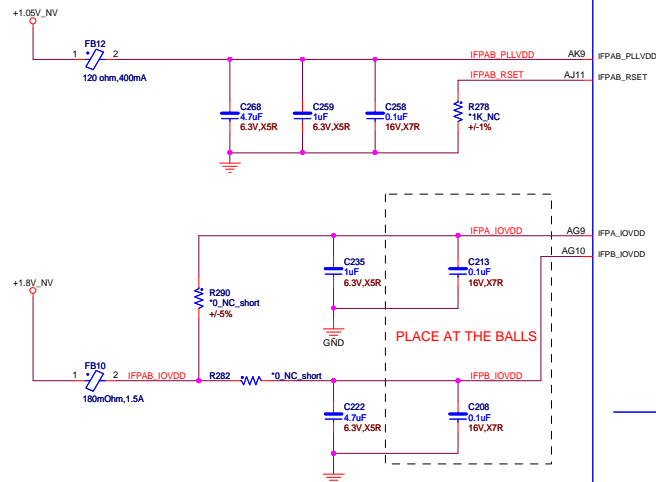 +1.05V_NV
FB12
1 2
120 ohm,400mA
IFPAB_PLLVDD AK9 IFPAB_PLLVDD
IFPAB_RSET AJ11 IFPAB_RSET
C268
4.7uF
6.3V,X5R
C259
1uF
6.3V,X5R
C258
0.1uF
16V,X7R
R278
*1K_NC
+/-1%
IFPA_IOVDD AG9 IFPA_IOVDD
AG10 IFPB_IOVDD
C235
1uF
6.3V,X5R
C213
0.1uF
16V,X7R
+1.8V_NV
R290
*0_NC_short
+/-5%
GND
PLACE AT THE BALLS
FB10
1 2 IFPAB_IOVDD R282 *0_NC_short IFPB_IOVDD
180mOhm,1.5A
C222
4.7uF
6.3V,X5R
C208
0.1uF
16V,X7R